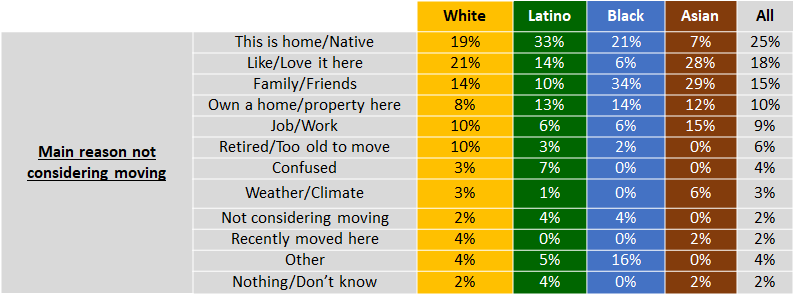 White Latino Black Asian All
This is home/Native 19% 33% 21% 7% 25%
Like/Love it here 21% 14% 6% 28% 18%
Family/Friends 14% 10% 34% 29% 15%
Own a home/property here 8% 13% 14% 12% 10%
Job/Work 10% 6% 6% 15% 9%
Retired/Too old to move 10% 3% 2% 0% 6%
Main reason not
considering moving
Confused 3% 7% 0% 0% 4%
Weather/Climate 3% 1% 0% 6% 3%
Not considering moving 2% 4% 4% 0% 2%
Recently moved here 4% 0% 0% 2% 2%
Other 4% 5% 16% 0% 4%
Nothing/Don't know 2% 4% 0% 2% 2%